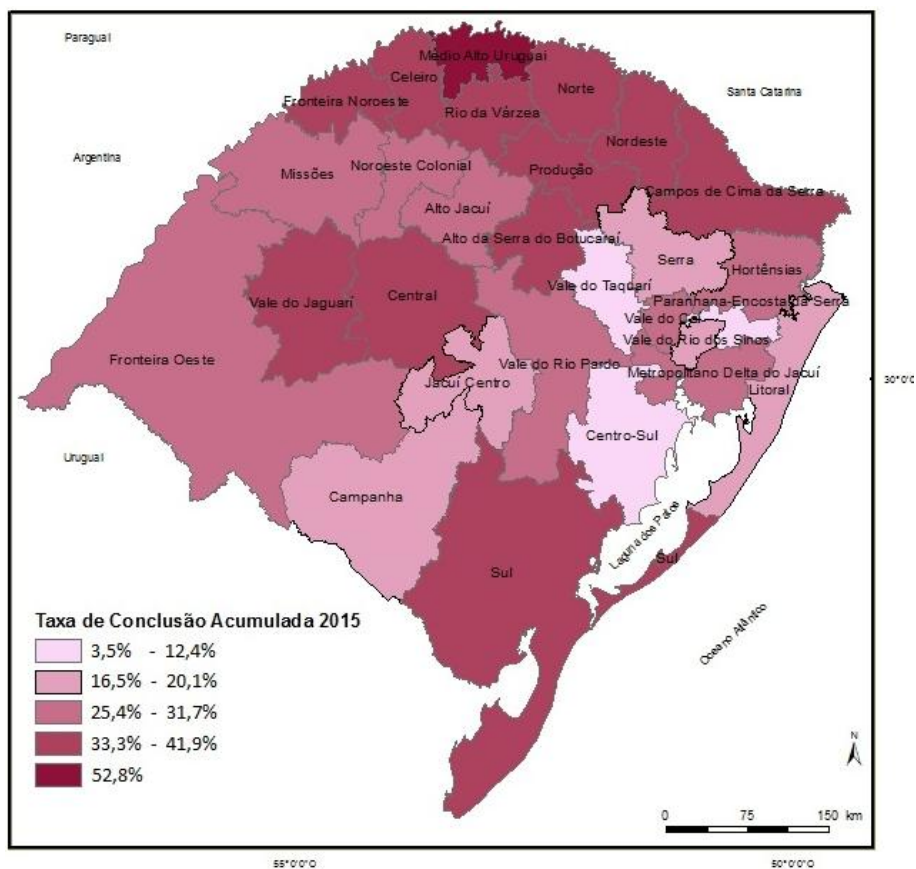 Paraguai
Médio Alto Uruguai
Celeiro
Santa Catarina
Norte
Fronteira Noroeste
Rio da Várzea
Nordeste
Argentina
Noroeste Colonial
Missões
Produção
Campos de Cima da Serra
Alto Jacuí
Alto da Serra do Botucaraí
Serra
Hortênsias
Vale do Taquari
Vale do Jaguari
Central
Paranhana-Encosta da Serra
Vale do Caí
Vale do Rio dos Sinos
Fronteira Oeste
Vale do Rio Pardo
Metropolitano Delta do Jacuí
Jacuí Centro
Litoral
30°0'0
Centro-Sul
Uruguai
Campanha
Laguna dos Patos
Sul
Sul
Oceano Atlântico
Taxa de Conclusão Acumulada 2015
3,5% - 12,4%
16,5% - 20,1%
25,4% - 31,7%
33,3% - 41,9%
52,8%
N
0 75 150 km
55°0'0"O 50°0'0"O